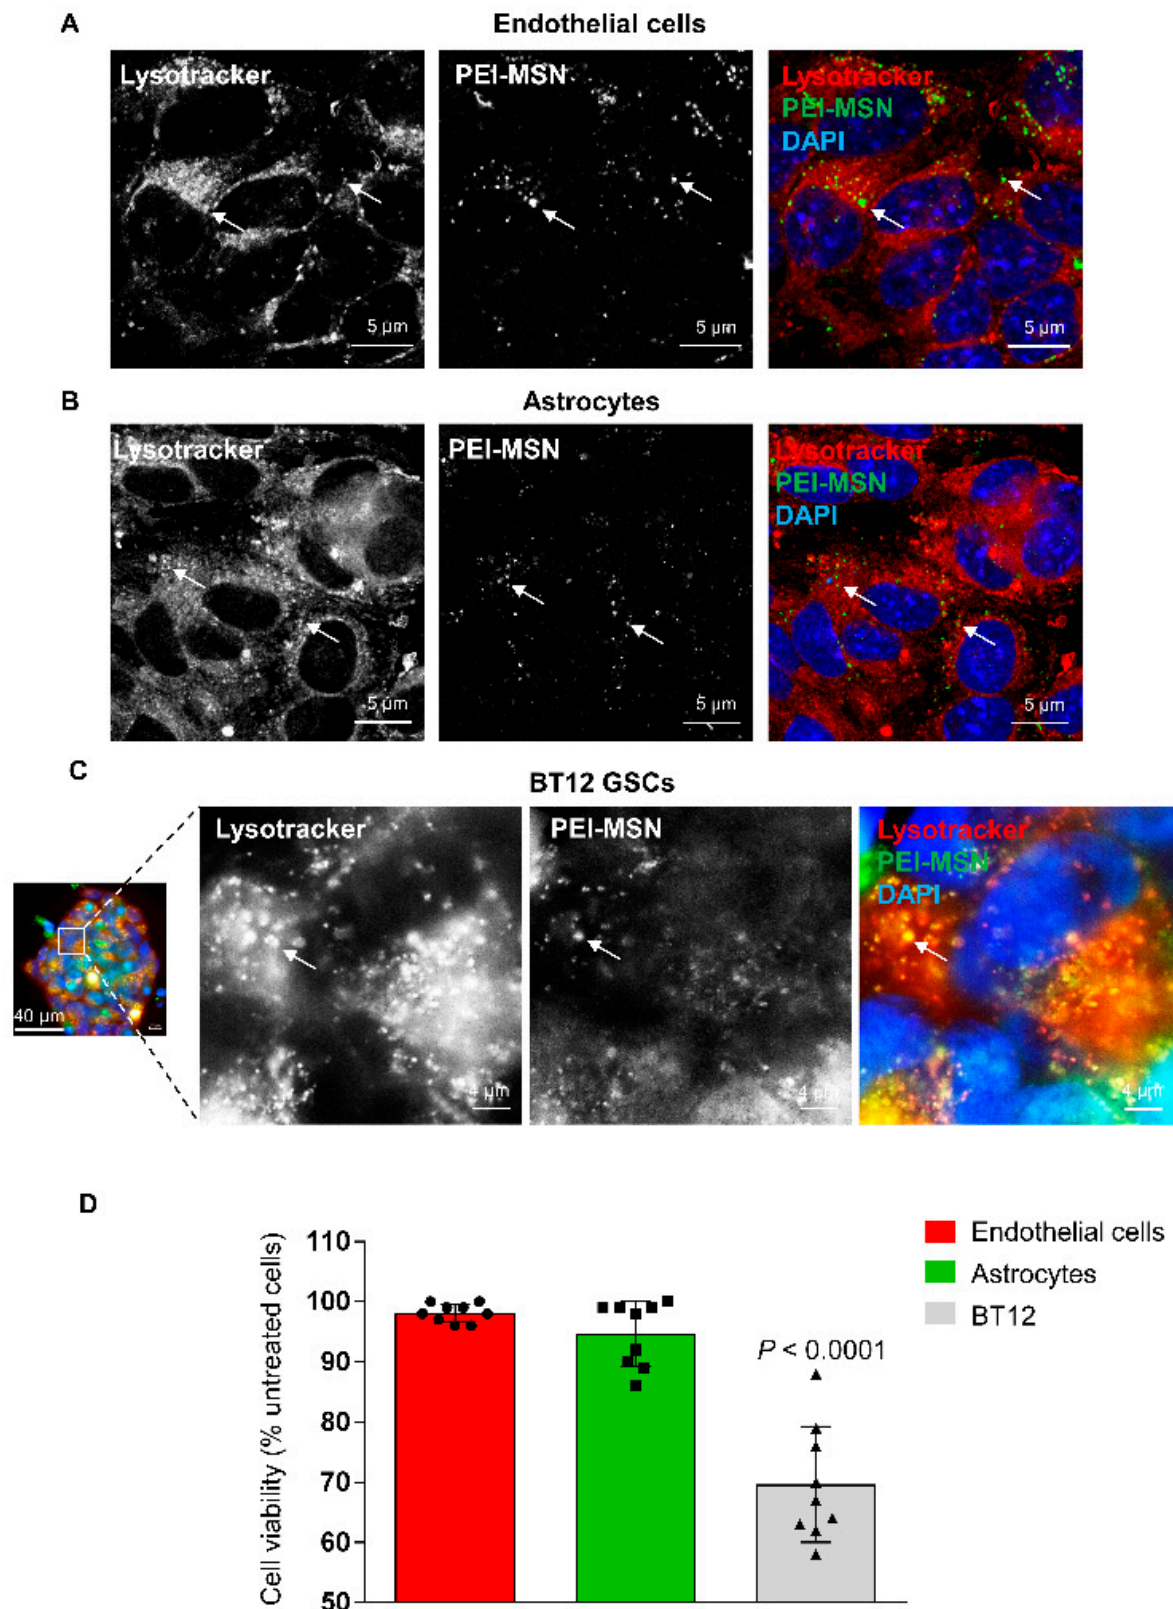 A
Endothelial cells
Lysotracker
PEI-MSN
Lysotracker
PEI-MSN
DAPI
5 µm
5 µm
5 µm
B
Astrocytes
Lysotracker
PEI-MSN
Lysotracker
PEI-MSN
DAPI
5 µm
5 µm
5 µm
C
BT12 GSCs
Lysotracker
PEI-MSN
Lysotracker
PEI-MSN
DAPI
40 µm
4 µm
4 µm
4 µm
D
Cell viability (% untreated cells)
110
100
90
80
70
60
50
P < 0.0001
Endothelial cells
Astrocytes
BT12